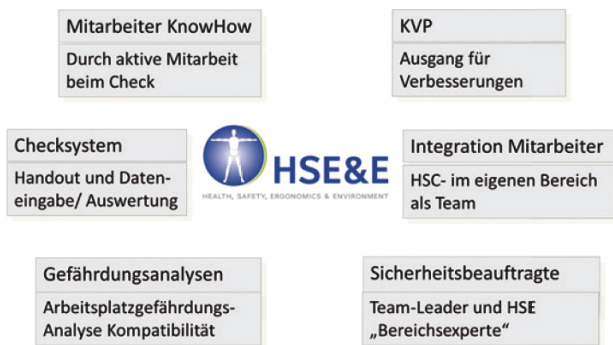 Mitarbeiter KnowHow
Durch aktive Mitarbeit
beim Check
KVP
Ausgang für
Verbesserungen
Checksystem
Handout und Daten-
eingabe/ Auswertung
HSE&E
HEALTH, SAFETY, ERGONOMICS & ENVIRONMENT
Integration Mitarbeiter
HSC- im eigenen Bereich
als Team
Gefährdungsanalysen
Arbeitsplatzgefährdungs-
Analyse Kompatibilität
Sicherheitsbeauftragte
Team-Leader und HSE
„Bereichsexperte“